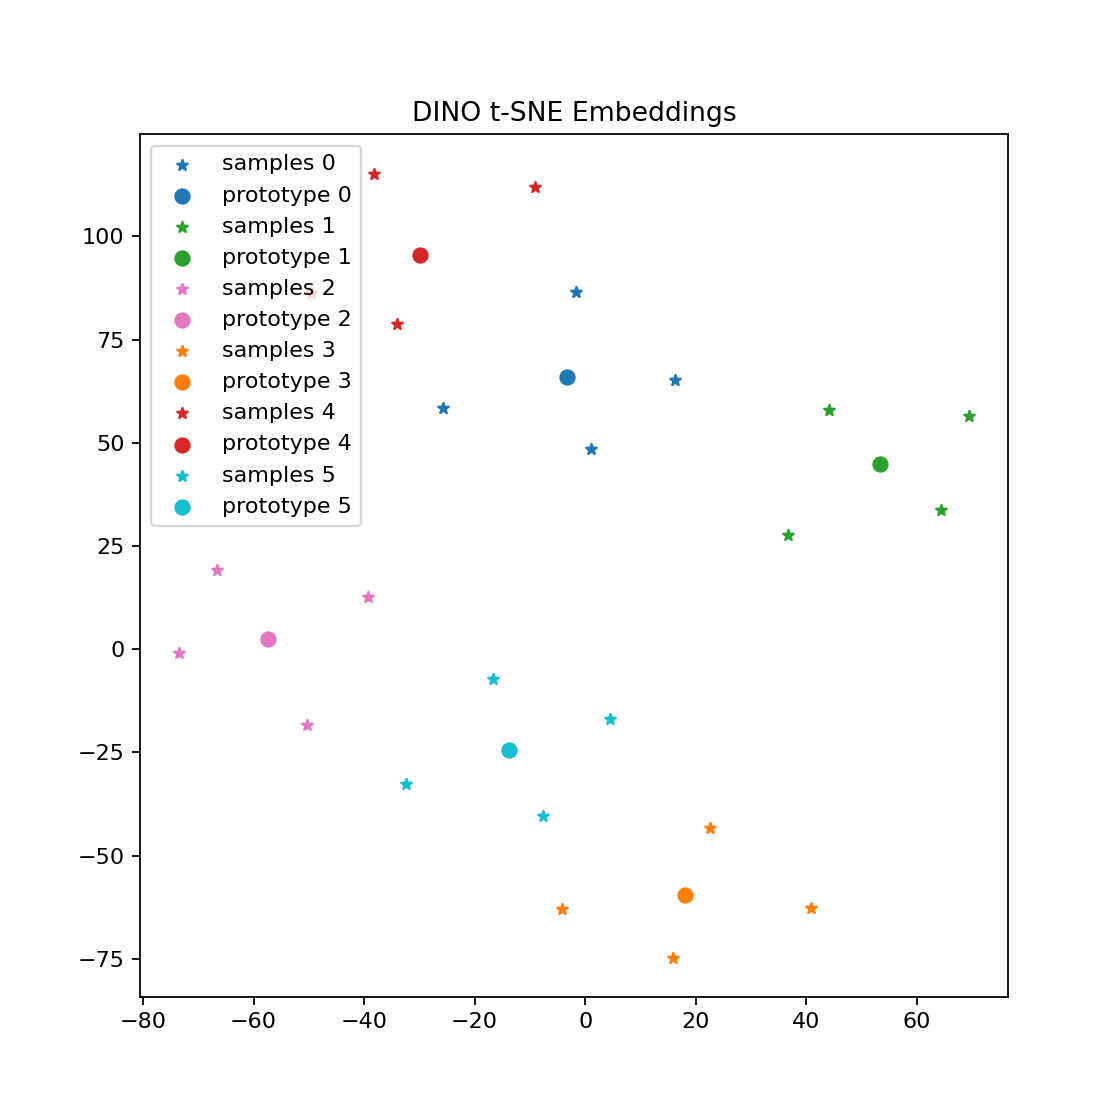 DINO t-SNE Embeddings
samples 0
prototype 0
samples 1
prototype 1
samples 2
prototype 2
samples 3
prototype 3
samples 4
prototype 4
samples 5
prototype 5
100
75
50
25
0
−25
−50
−75
−80 −60 −40 −20 0 20 40 60